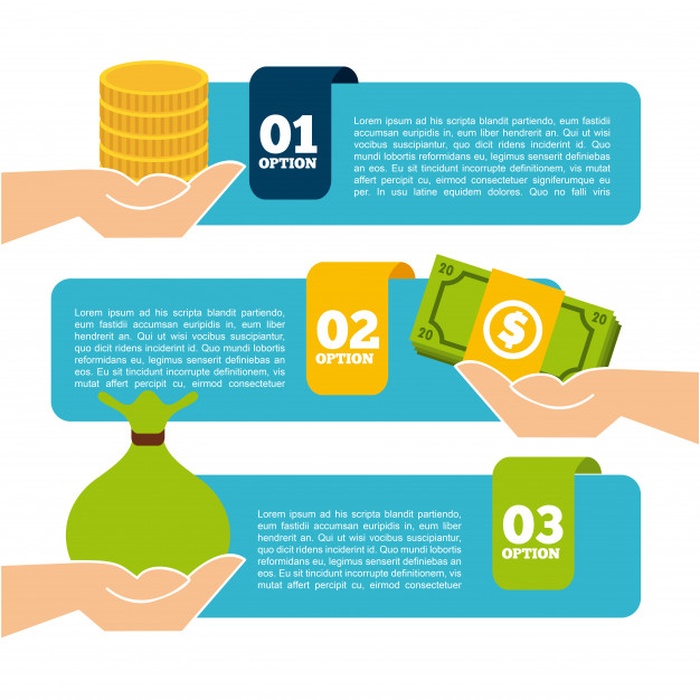 01
OPTION
Lorem ipsum ad his scripta blandit partiendo, eum fastidii
accumsan euripidis in, eum liber hendrerit an. Qui ut wisi
vocibus suscipiantur, quo dicit ridens inciderint id. Quo
mundi lobortis reformidans eu, legimus senserit definiebas
an eos. Eu sit tincidunt incorrupte definitionem, vis mutat
affert percipit cu, eirmod consectetuer signiferumque eu
per. In usu latine equidem dolores. Quo no falli viris
02
OPTION
20
20
20
$
Lorem ipsum ad his scripta blandit partiendo,
eum fastidii accumsan euripidis in, eum liber
hendrerit an. Qui ut wisi vocibus suscipiantur,
quo dicit ridens inciderint id. Quo mundi lobortis
reformidans eu, legimus senserit definiebas an
eos. Eu sit tincidunt incorrupte definitionem, vis
mutat affert percipit cu, eirmod consectetuer
03
OPTION
Lorem ipsum ad his scripta blandit partiendo,
eum fastidii accumsan euripidis in, eum liber
hendrerit an. Qui ut wisi vocibus suscipiantur,
quo dicit ridens inciderint id. Quo mundi lobortis
reformidans eu, legimus senserit definiebas an
eos. Eu sit tincidunt incorrupte definitionem, vis
mutat affert percipit cu, eirmod consectetuer